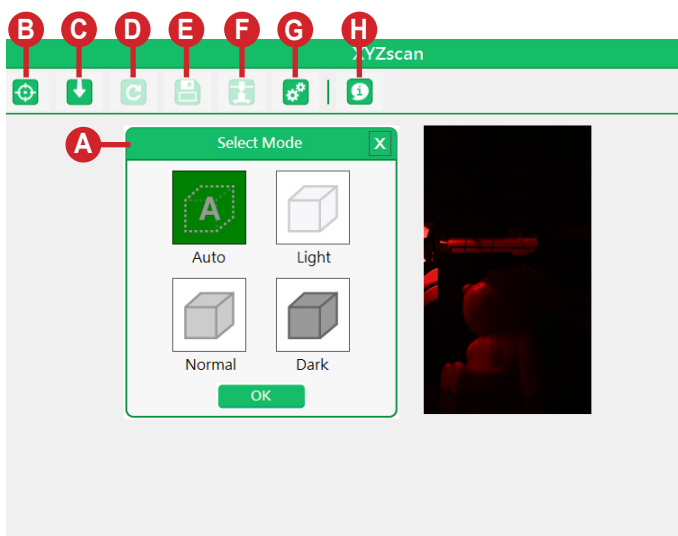 B C D E F G H
XYZscan
A
Select Mode X
A
Auto Light
Normal Dark
OK